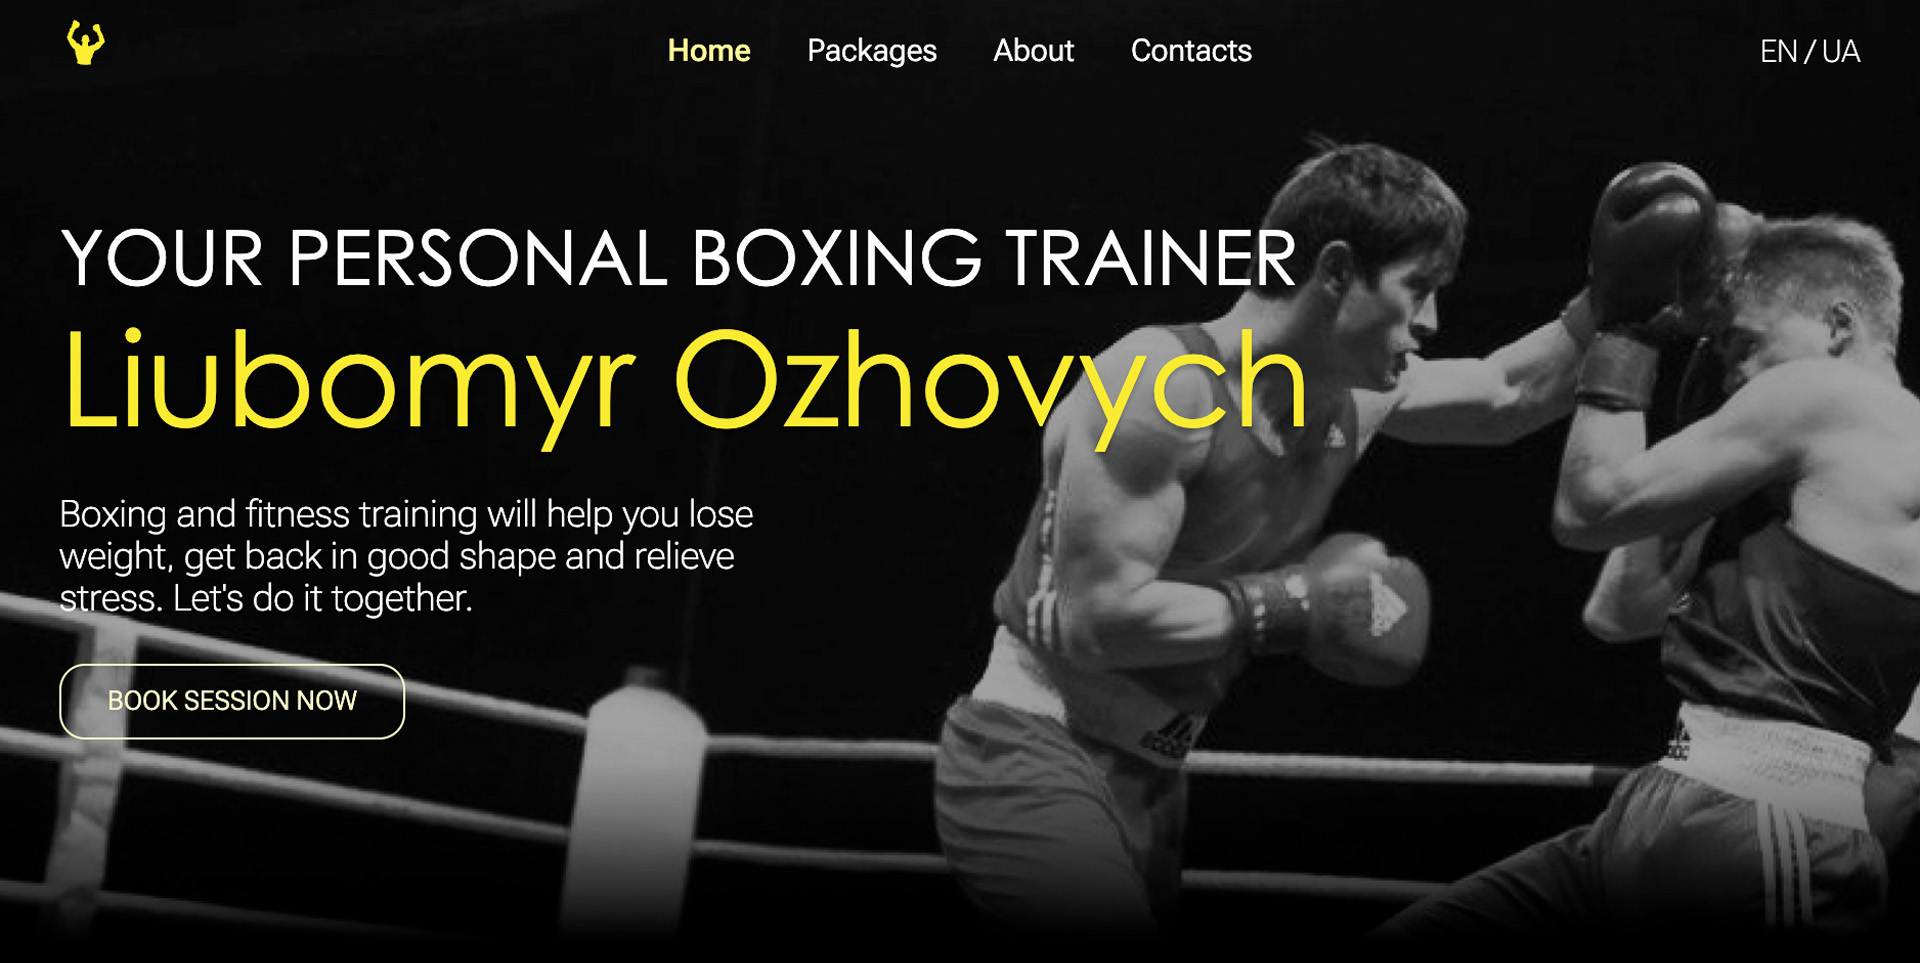 Home Packages About Contacts EN / UA
YOUR PERSONAL BOXING TRAINER
Liubomyr Ozhovych
Boxing and fitness training will help you lose
weight, get back in good shape and relieve
stress. Let's do it together.
BOOK SESSION NOW